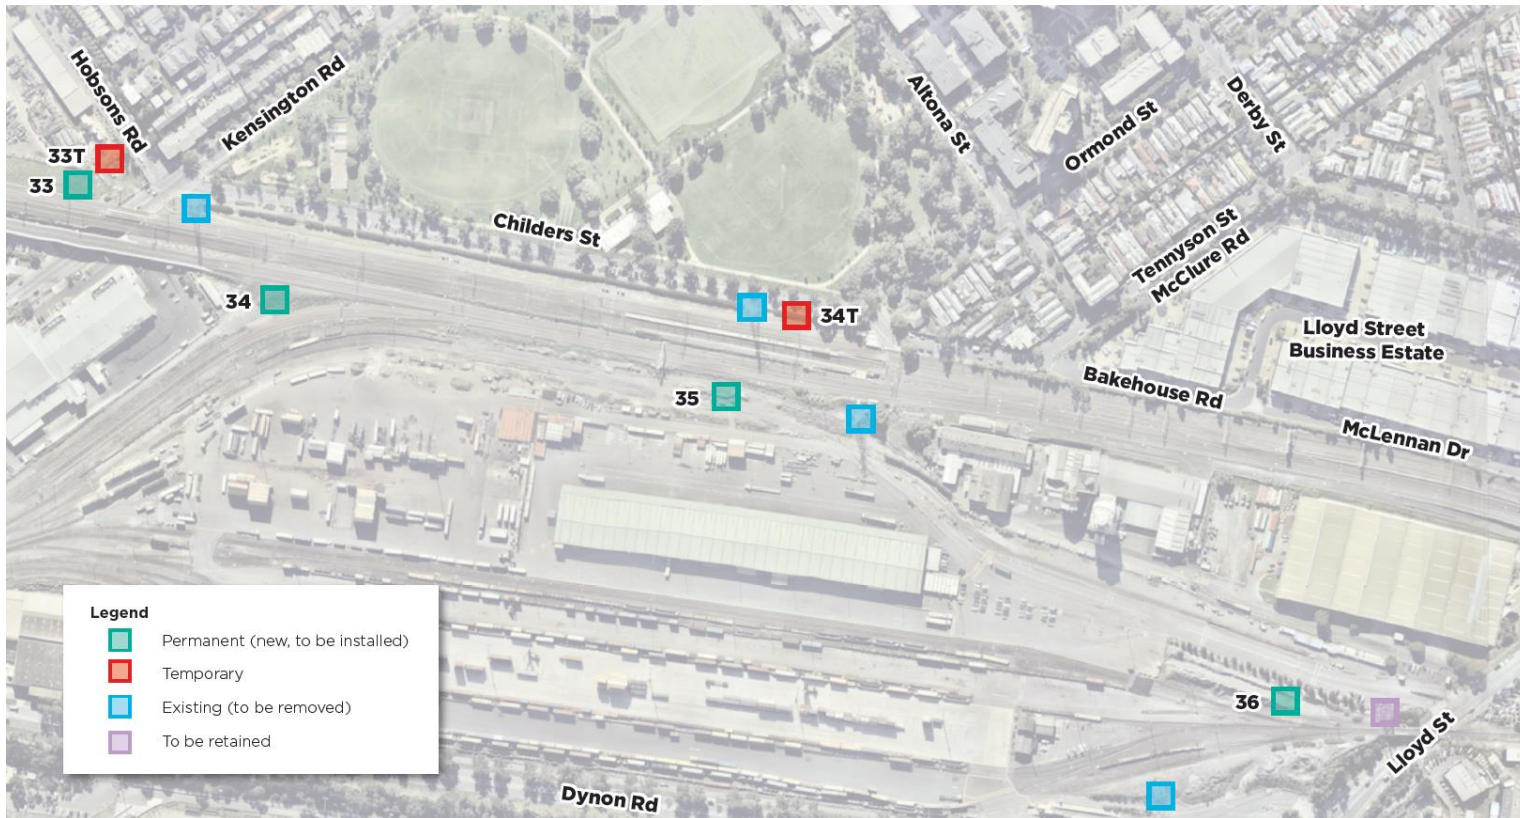 Hobsons Rd
Kensington Rd
Altona St
Ormond St
Derby St
33T
33
Childers St
Tennyson St
McClure Rd
34
34T
Lloyd Street
Business Estate
35
Bakehouse Rd
McLennan Dr
Legend
Permanent (new, to be installed)
Temporary
Existing (to be removed)
To be retained
36
Lloyd St
Dynon Rd